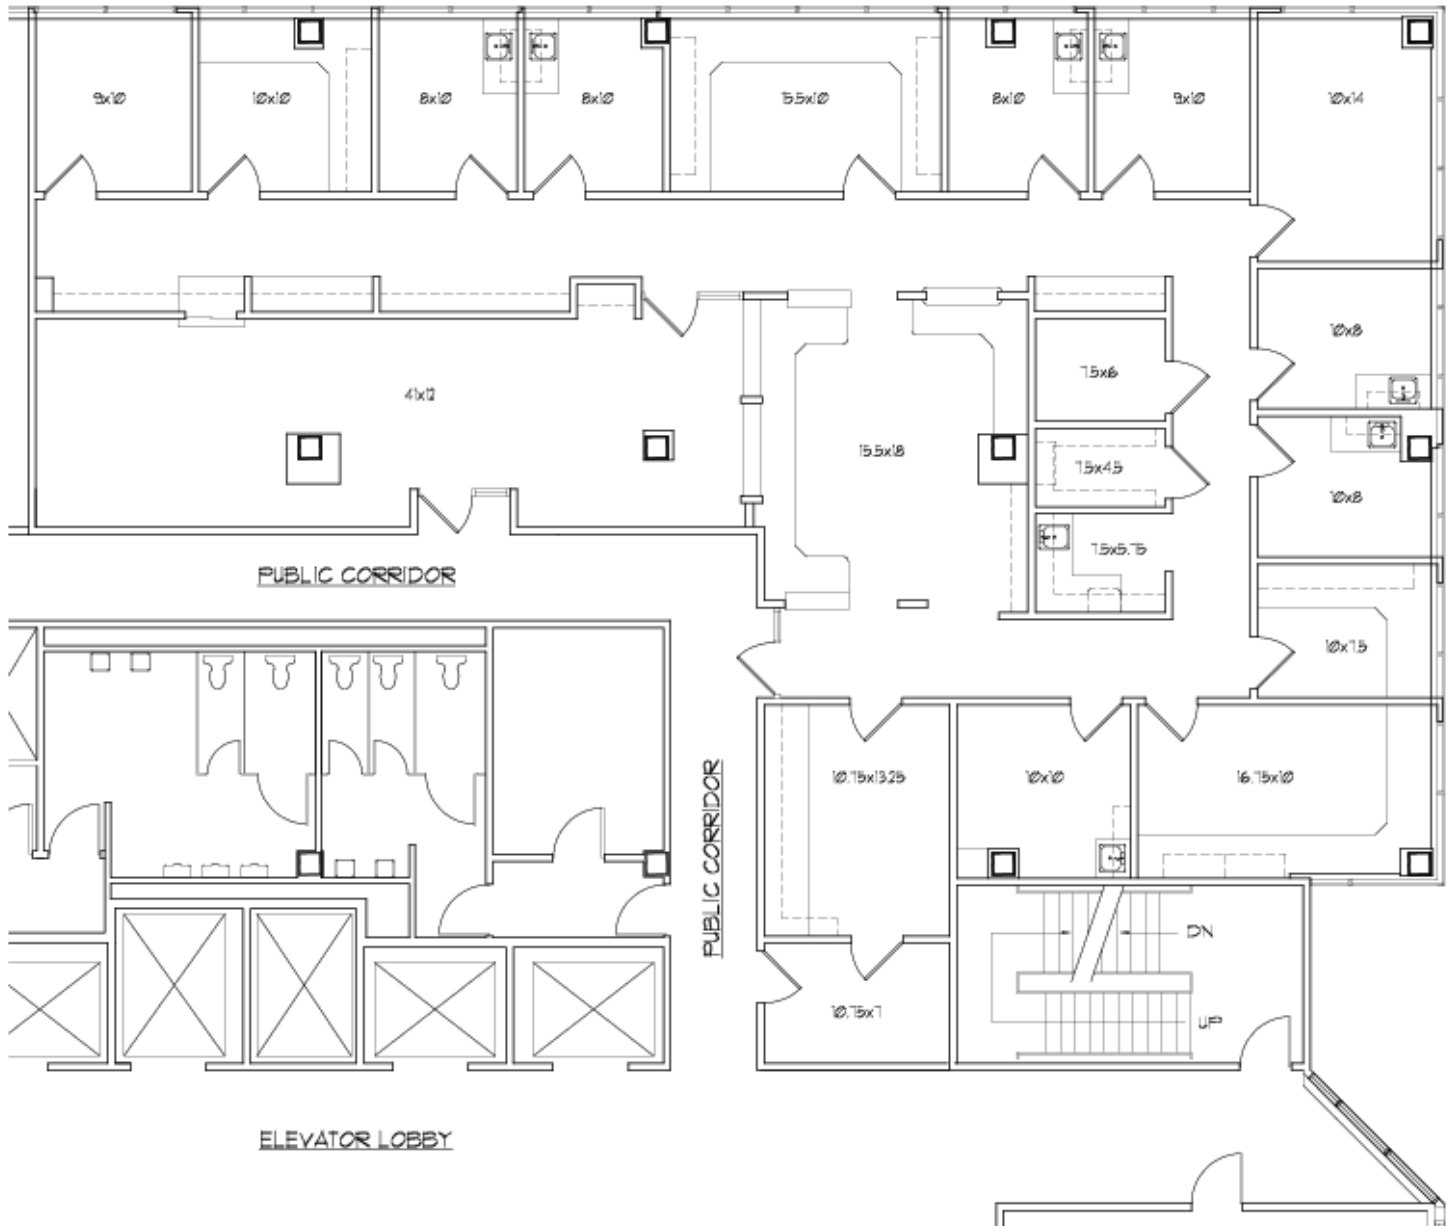 9x10
10x10
8x10
8x10
15.5x10
8x10
9x10
10x14
10x8
7.5x6
41x12
15.5x18
7.5x4.5
10x8
7.5x5.75
PUBLIC CORRIDOR
10x7.5
10.75x13.25
10x10
16.75x10
PUBLIC CORRIDOR
DN
10.75x7
UP
ELEVATOR LOBBY